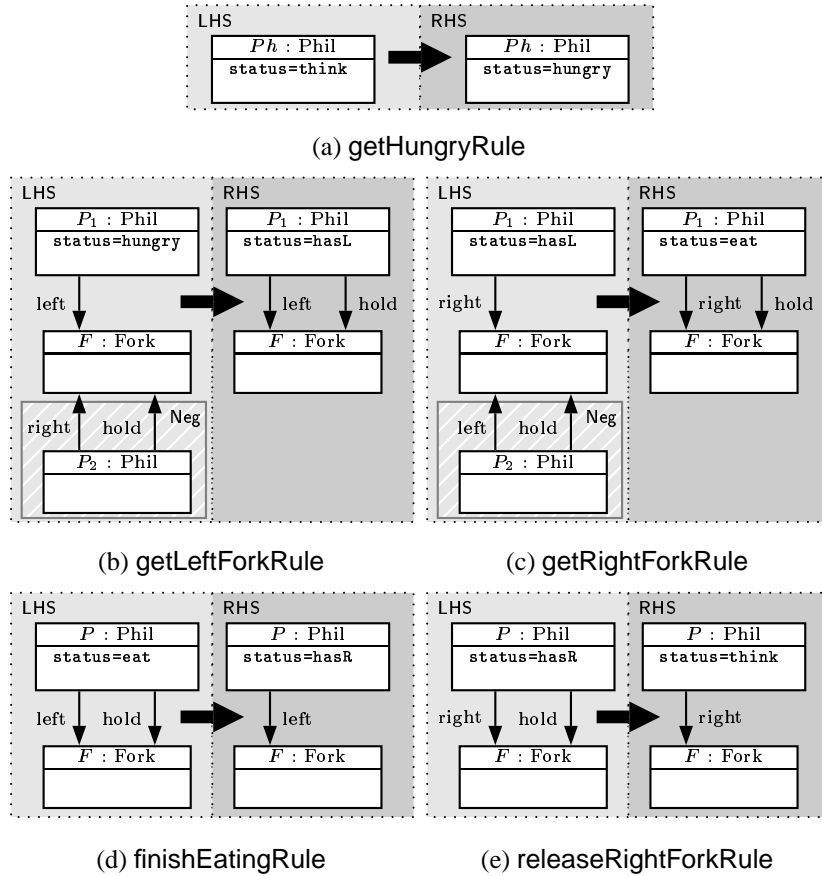 LHS RHS
Ph : Phil Ph : Phil
status=think status=hungry
(a) getHungryRule
LHS RHS
P1 : Phil P1 : Phil
status=hungry status=hasL
left left hold
F : Fork F : Fork
right hold Neg
P2 : Phil
(b) getLeftForkRule
LHS RHS
P1 : Phil P1 : Phil
status=hasL status=eat
right right hold
F : Fork F : Fork
left hold Neg
P2 : Phil
(c) getRightForkRule
LHS RHS
P : Phil P : Phil
status=eat status=hasR
left hold left
F : Fork F : Fork
(d) finishEatingRule
LHS RHS
P : Phil P : Phil
status=hasR status=think
right hold right
F : Fork F : Fork
(e) releaseRightForkRule